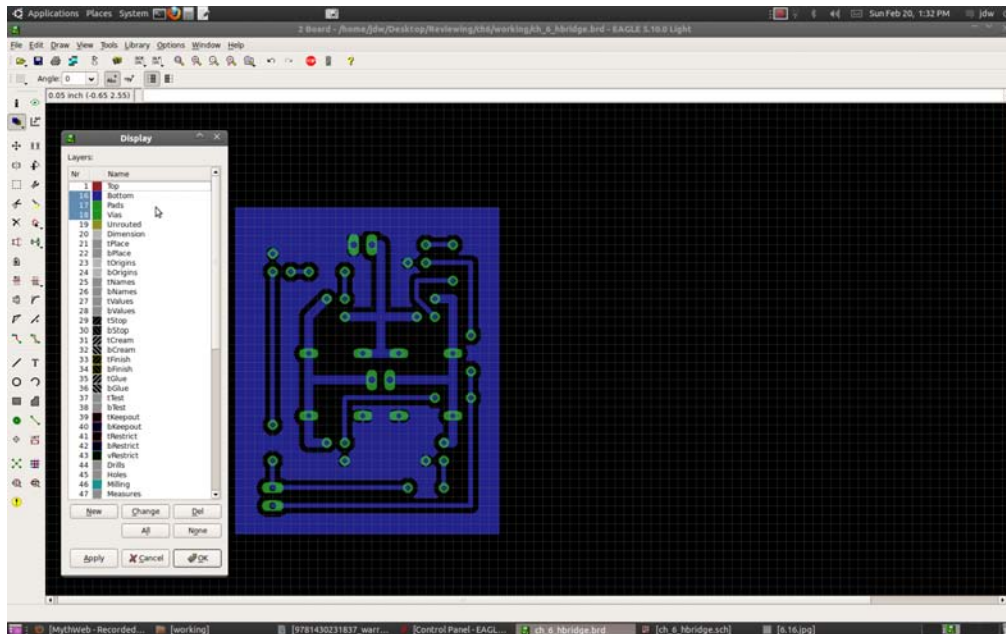 Applications Places System
Sun Feb 20, 1:32 PM jdw
2 Board - /home/jdw/Desktop/Reviewing/ch6/working/ch_6_hbridge.brd - EAGLE 5.10.0 Light
File Edit Draw View Tools Library Options Window Help
Angle: 0
0.05 inch (-0.65 2.55)
Display
Layers:
Nr Name
1 Top
16 Bottom
17 Pads
18 Vias
19 Unrouted
20 Dimension
21 tPlace
22 bPlace
23 tOrigins
24 bOrigins
25 tNames
26 bNames
27 tValues
28 bValues
29 tStop
30 bStop
31 tCream
32 bCream
33 tFinish
34 bFinish
35 tGlue
36 bGlue
37 tTest
38 bTest
39 tKeepout
40 bKeepout
41 tRestrict
42 bRestrict
43 vRestrict
44 Drills
45 Holes
46 Milling
47 Measures
New Change Del
All None
Apply Cancel OK
[MythWeb - Recorded... [working] [9781430231837_warr... [Control Panel - EAGL... ch_6_hbridge.brd [ch_6_hbridge.sch] [6.16.jpg]